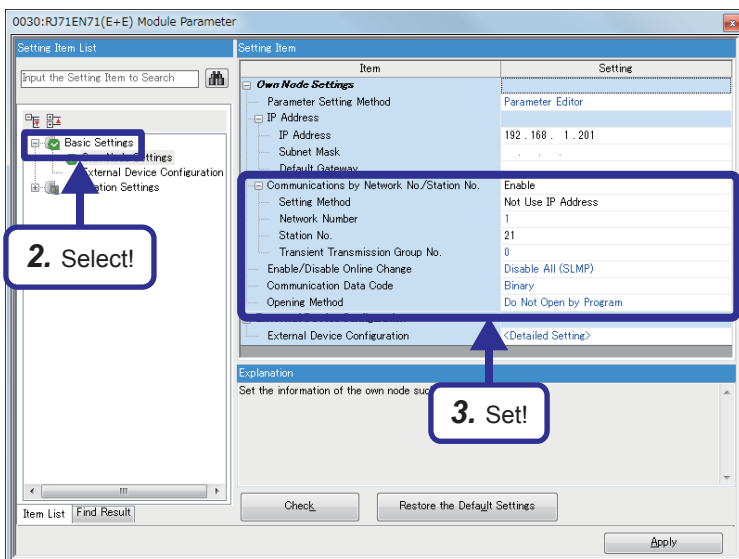 0030:RJ71EN71(E+E) Module Parameter
Setting Item List
Input the Setting Item to Search
Basic Settings
Own Node Settings
External Device Configuration
Settings
2. Select!
Item List
Find Result
Setting Item
Item Setting
Own Node Settings
Parameter Setting Method Parameter Editor
IP Address
IP Address 192 . 168 . 1 . 201
Subnet Mask . . .
Default Gateway
Communications by Network No./Station No. Enable
Setting Method Not Use IP Address
Network Number 1
Station No. 21
Transient Transmission Group No. 0
Enable/Disable Online Change Disable All (SLMP)
Communication Data Code Binary
Opening Method Do Not Open by Program
External Device Configuration
External Device Configuration <Detailed Setting>
Explanation
Set the information of the own node
3. Set!
Check
Restore the Default Settings
Apply